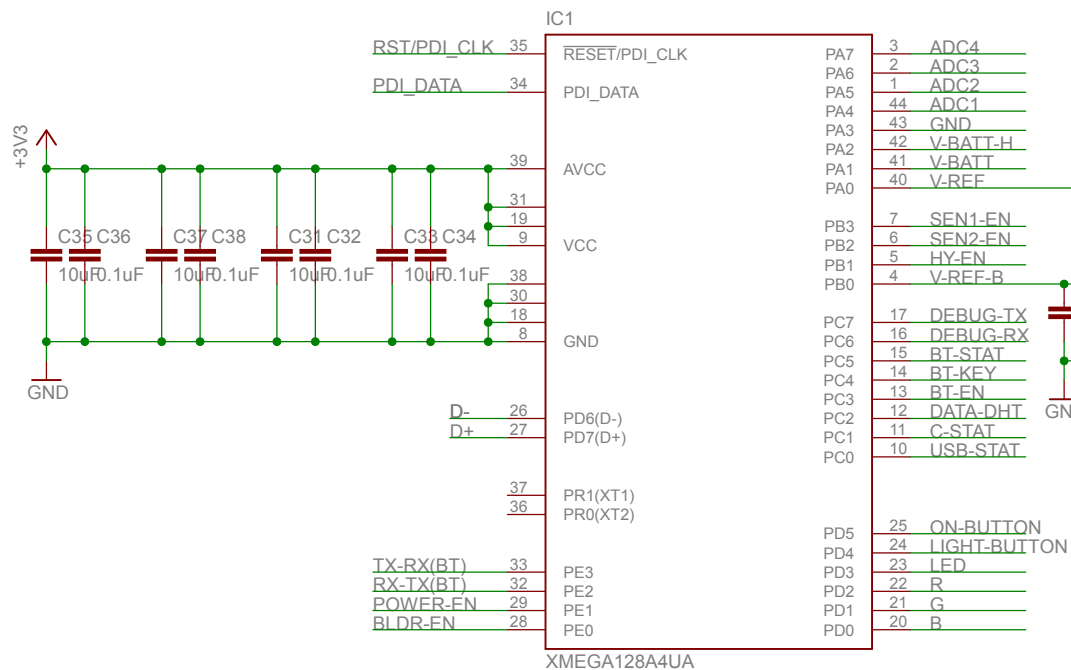 IC1
RST/PDI_CLK 35 RESET/PDI_CLK PA7 3 ADC4
PA6 2 ADC3
PDI_DATA 34 PDI_DATA PA5 1 ADC2
PA4 44 ADC1
PA3 43 GND
PA2 42 V-BATT-H
+3V3 39 AVCC PA1 41 V-BATT
PA0 40 V-REF
31
19 PB3 7 SEN1-EN
9 VCC PB2 6 SEN2-EN
C35 C36 C37 C38 C31 C32 C33 C34
PB1 5 HY-EN
10uF 0.1uF 10uF 0.1uF 10uF 0.1uF 10uF 0.1uF
38 PB0 4 V-REF-B
30
18 PC7 17 DEBUG-TX
8 GND PC6 16 DEBUG-RX
PC5 15 BT-STAT
PC4 14 BT-KEY
GND PC3 13 BT-EN
D- 26 PD6(D-) PC2 12 DATA-DHT GN
D+ 27 PD7(D+) PC1 11 C-STAT
PC0 10 USB-STAT
37 PR1(XT1)
36 PR0(XT2)
PD5 25 ON-BUTTON
PD4 24 LIGHT-BUTTON
TX-RX(BT) 33 PE3 PD3 23 LED
RX-TX(BT) 32 PE2 PD2 22 R
POWER-EN 29 PE1 PD1 21 G
BLDR-EN 28 PE0 PD0 20 B
XMEGA128A4UA